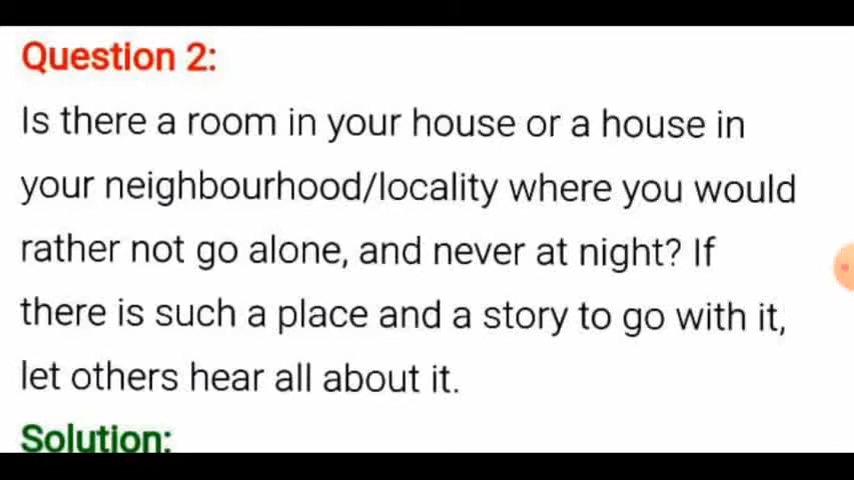 Question 2:
Is there a room in your house or a house in
your neighbourhood/locality where you would
rather not go alone, and never at night? If
there is such a place and a story to go with it,
let others hear all about it.
Solution: